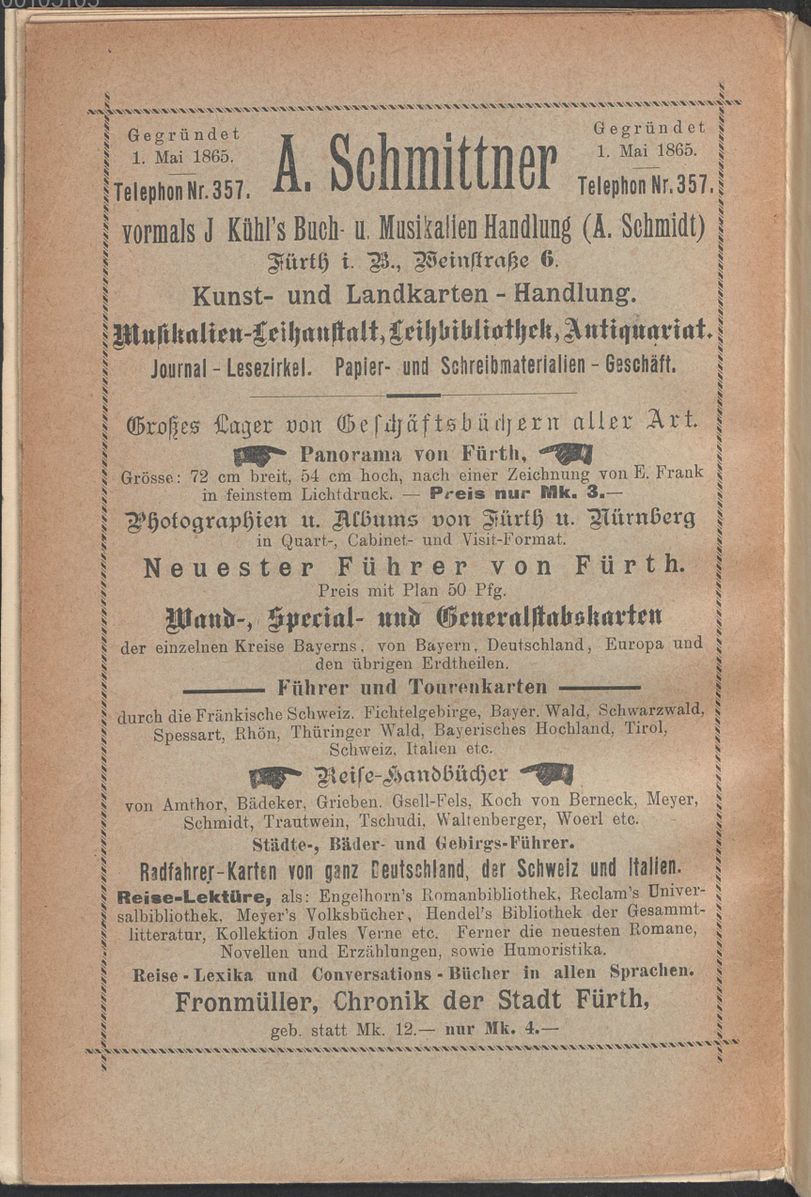 00103103
Gegründet
1. Mai 1865.
Telephon Nr. 357.
A. Schmittner
Gegründet
1. Mai 1865.
Telephon Nr. 357.
vormals J Kühl's Buch- u. Musikalien Handlung (A. Schmidt)
Fürth i. B., Weinstraße 6.
Kunst- und Landkarten - Handlung.
Musikalien-Leihanstalt, Leihbibliothek, Antiquariat.
Journal - Lesezirkel. Papier- und Schreibmaterialien - Geschäft.
Großes Lager von Geschäftsbüchern aller Art.
Panorama von Fürth,
Grösse: 72 cm breit, 54 cm hoch, nach einer Zeichnung von E. Frank
in feinstem Lichtdruck. — Preis nur Mk. 3.—
Photographien u. Albums von Fürth u. Nürnberg
in Quart-, Cabinet- und Visit-Format.
Neuester Führer von Fürth.
Preis mit Plan 50 Pfg.
Wand-, Special- und Generalstabskarten
der einzelnen Kreise Bayerns, von Bayern, Deutschland, Europa und
den übrigen Erdtheilen.
Führer und Tourenkarten
durch die Fränkische Schweiz. Fichtelgebirge, Bayer. Wald, Schwarzwald,
Spessart, Rhön, Thüringer Wald, Bayerisches Hochland, Tirol,
Schweiz, Italien etc.
Reise-Handbücher
von Amthor, Bädeker, Grieben. Gsell-Fels, Koch von Berneck, Meyer,
Schmidt, Trautwein, Tschudi, Waltenberger, Woerl etc.
Städte-, Bäder- und Gebirgs-Führer.
Radfahrer-Karten von ganz Deutschland, der Schweiz und Italien.
Reise-Lektüre, als: Engelhorn's Romanbibliothek, Reclam's Univer-
salbibliothek, Meyer's Volksbücher, Hendel's Bibliothek der Gesammt-
litteratur, Kollektion Jules Verne etc. Ferner die neuesten Romane,
Novellen und Erzählungen, sowie Humoristika.
Reise - Lexika und Conversations - Bücher in allen Sprachen.
Fronmüller, Chronik der Stadt Fürth,
geb. statt Mk. 12.— nur Mk. 4.—